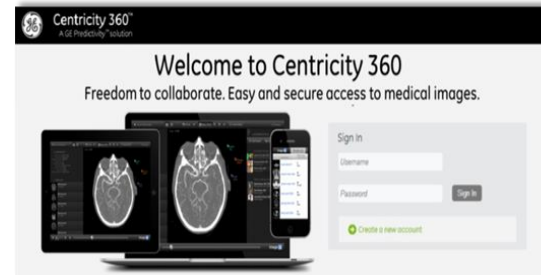 Centricity 360™
A GE Predictivity™ solution
Welcome to Centricity 360
Freedom to collaborate. Easy and secure access to medical images.
Sign In
Username
Password
Sign In
Create a new account